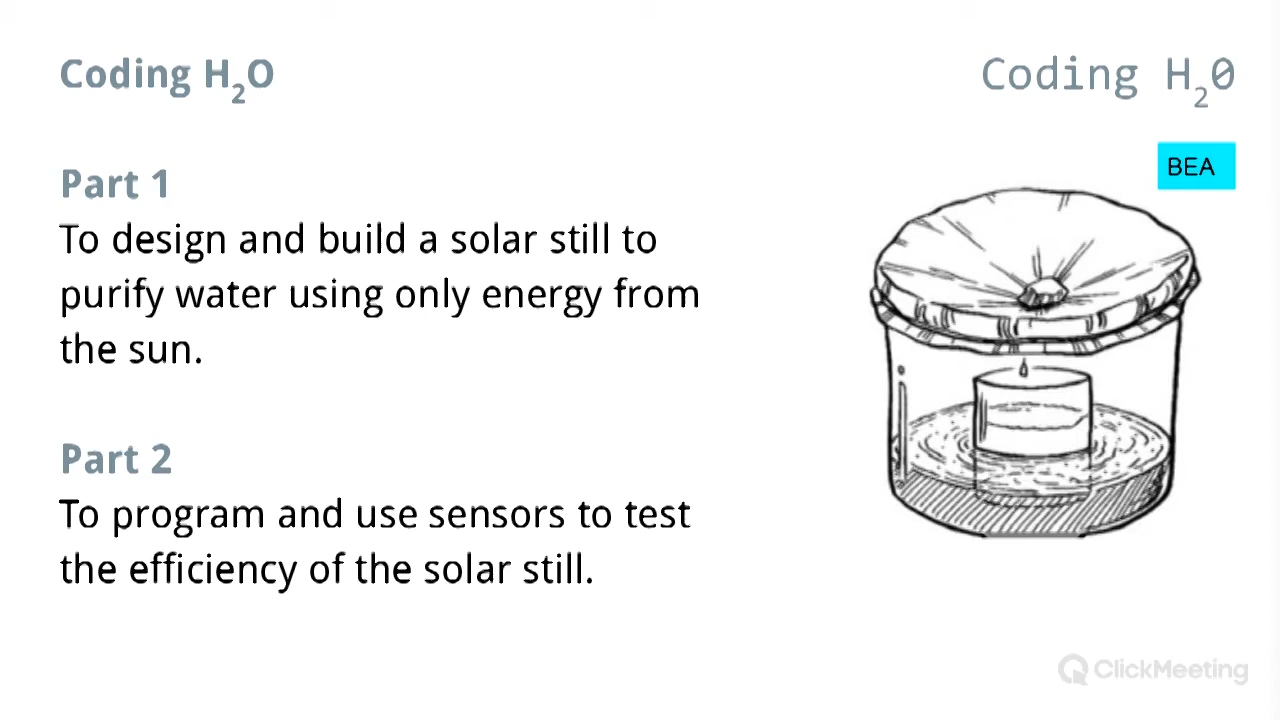 Coding H₂O
Coding H₂0
BEA
Part 1
To design and build a solar still to
purify water using only energy from
the sun.
Part 2
To program and use sensors to test
the efficiency of the solar still.
ClickMeeting